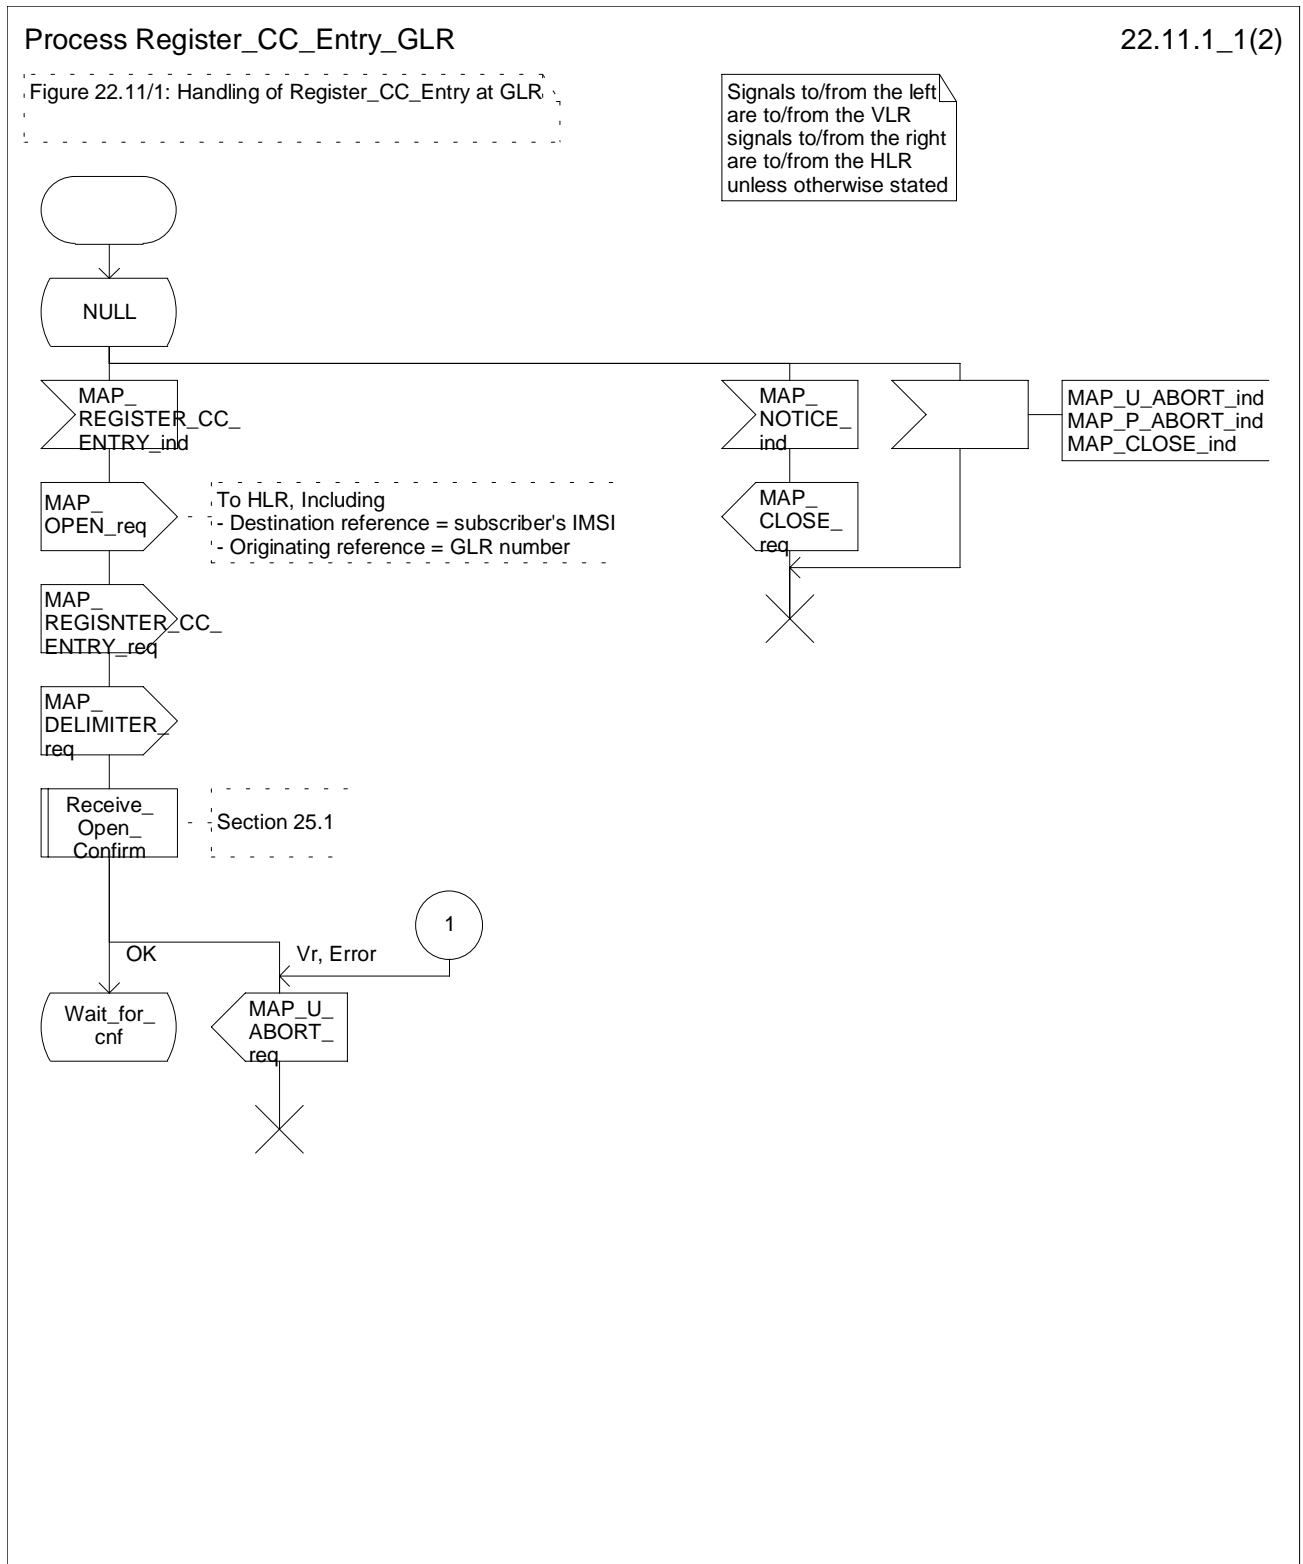 Process Register_CC_Entry_GLR
22.11.1_1(2)
Figure 22.11/1: Handling of Register_CC_Entry at GLR
Signals to/from the left
are to/from the VLR
signals to/from the right
are to/from the HLR
unless otherwise stated
NULL
MAP_
REGISTER_CC_
ENTRY_ind
MAP_
NOTICE_
ind
MAP_U_ABORT_ind
MAP_P_ABORT_ind
MAP_CLOSE_ind
MAP_
OPEN_req
To HLR, Including
- Destination reference = subscriber's IMSI
- Originating reference = GLR number
MAP_
CLOSE_
req
MAP_
REGISNTER_CC_
ENTRY_req
MAP_
DELIMITER_
req
Receive_
Open_
Confirm
Section 25.1
1
OK
Vr, Error
Wait_for_
cnf
MAP_U_
ABORT_
req